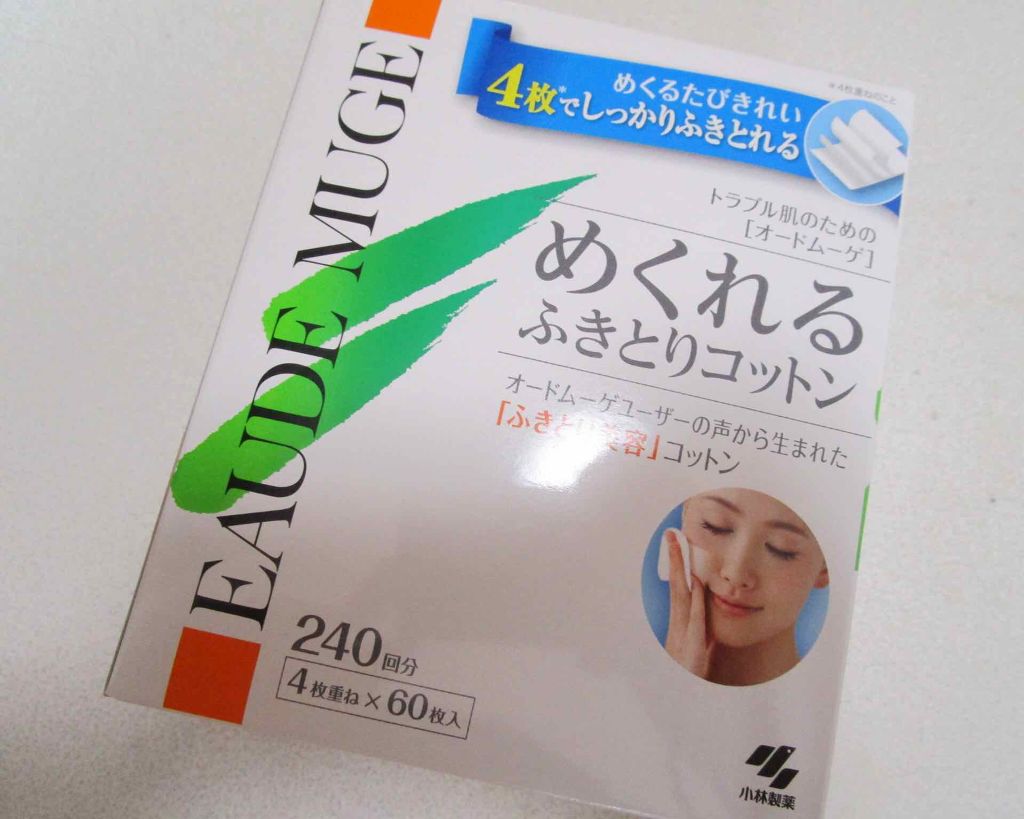 EAUDE MUGE
めくるたびきれい
4枚*でしっかりふきとれる
*4枚重ねのこと
トラブル肌のための
[オードムーゲ]
めくれる
ふきとりコットン
オードムーゲユーザーの声から生まれた
「ふきとり美容」コットン
240回分
4枚重ね×60枚入
小林製薬